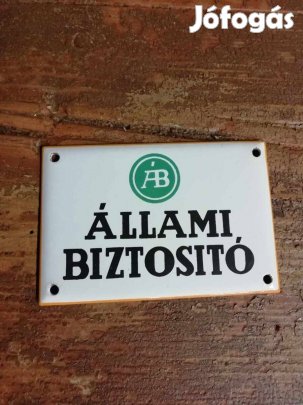 Jófogás
ÁB
ÁLLAMI
BIZTOSITÓ